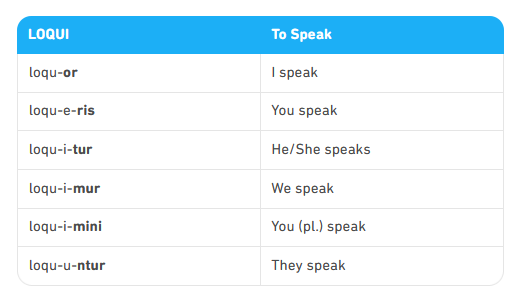 LOQUI To Speak
loqu-or I speak
loqu-e-ris You speak
loqu-i-tur He/She speaks
loqu-i-mur We speak
loqu-i-mini You (pl.) speak
loqu-u-ntur They speak